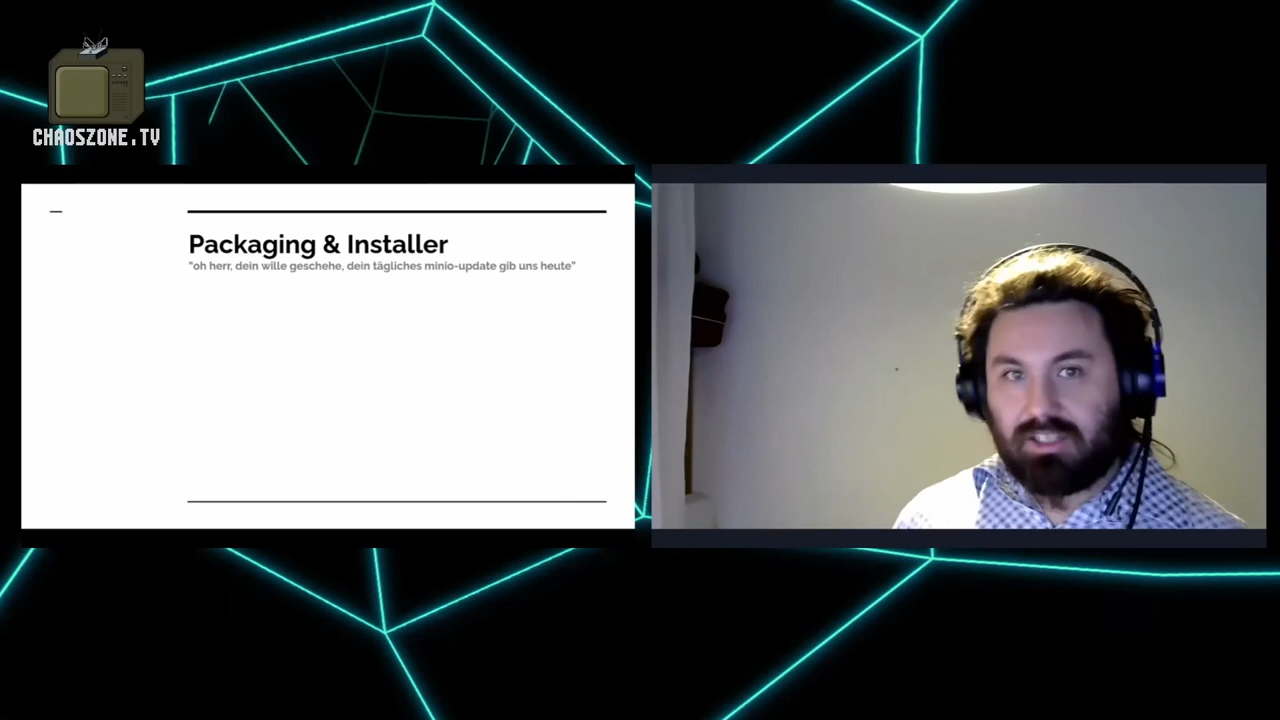 CHAOSZONE.TV
Packaging & Installer
"oh herr, dein wille geschehe, dein tägliches minio-update gib uns heute"